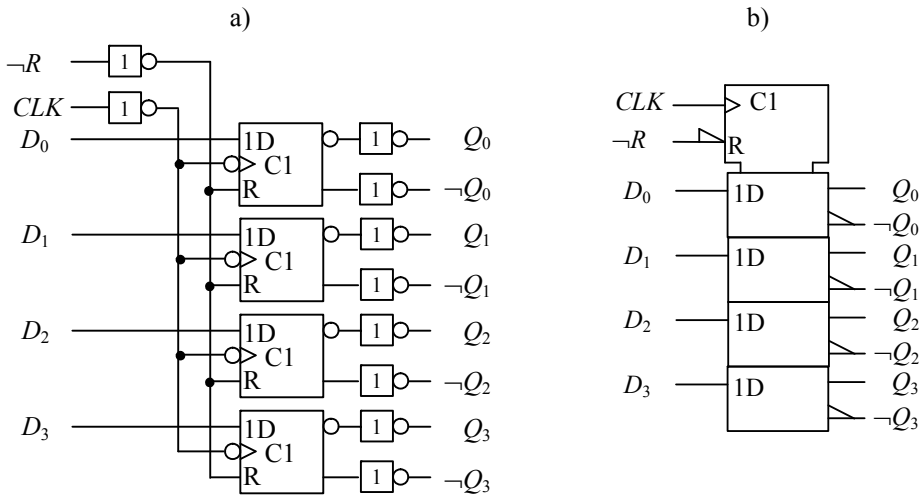 a)
¬R
1
CLK
1
D₀
1D
C1
R
1
Q₀
1
¬Q₀
D₁
1D
C1
R
1
Q₁
1
¬Q₁
D₂
1D
C1
R
1
Q₂
1
¬Q₂
D₃
1D
C1
R
1
Q₃
1
¬Q₃
b)
CLK
C1
¬R
R
D₀
1D
Q₀
¬Q₀
D₁
1D
Q₁
¬Q₁
D₂
1D
Q₂
¬Q₂
D₃
1D
Q₃
¬Q₃